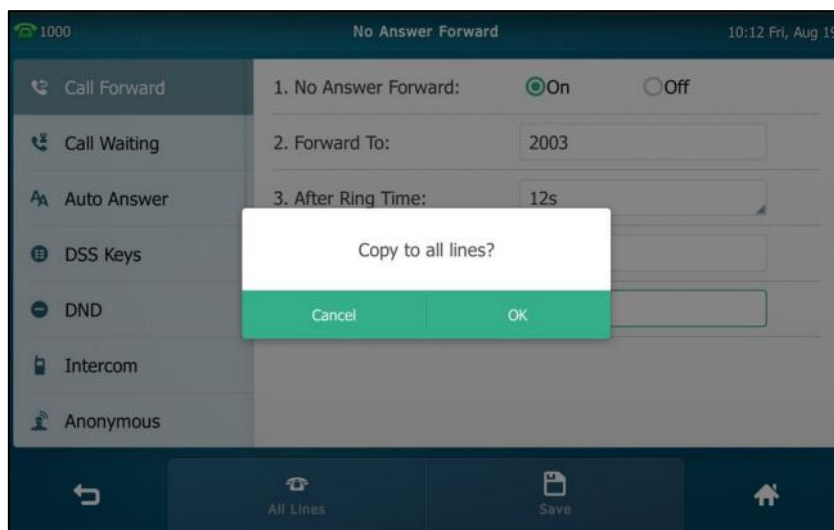 1000
No Answer Forward
10:12 Fri, Aug 19
Call Forward
Call Waiting
Auto Answer
DSS Keys
DND
Intercom
Anonymous
1. No Answer Forward:
On
Off
2. Forward To:
2003
3. After Ring Time:
12s
Copy to all lines?
Cancel
OK
All Lines
Save